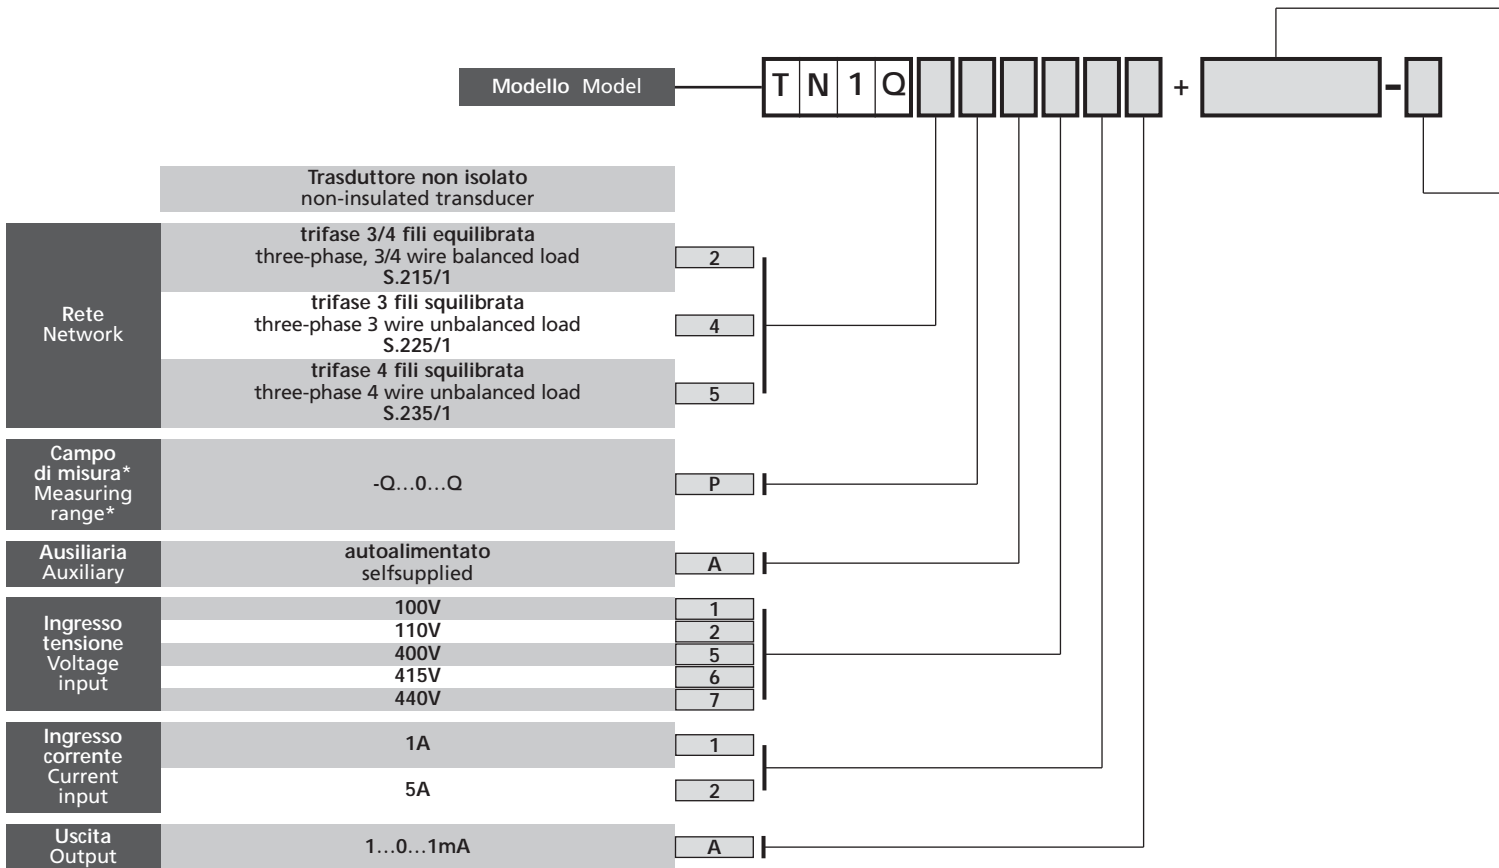 Modello Model
T N 1 Q + -
Trasduttore non isolato
non-insulated transducer
Rete
Network
trifase 3/4 fili equilibrata
three-phase, 3/4 wire balanced load
S.215/1
2
trifase 3 fili squilibrata
three-phase 3 wire unbalanced load
S.225/1
4
trifase 4 fili squilibrata
three-phase 4 wire unbalanced load
S.235/1
5
Campo
di misura*
Measuring
range*
-Q...0...Q
P
Ausiliaria
Auxiliary
autoalimentato
selfsupplied
A
Ingresso
tensione
Voltage
input
100V 1
110V 2
400V 5
415V 6
440V 7
Ingresso
corrente
Current
input
1A 1
5A 2
Uscita
Output
1...0...1mA
A